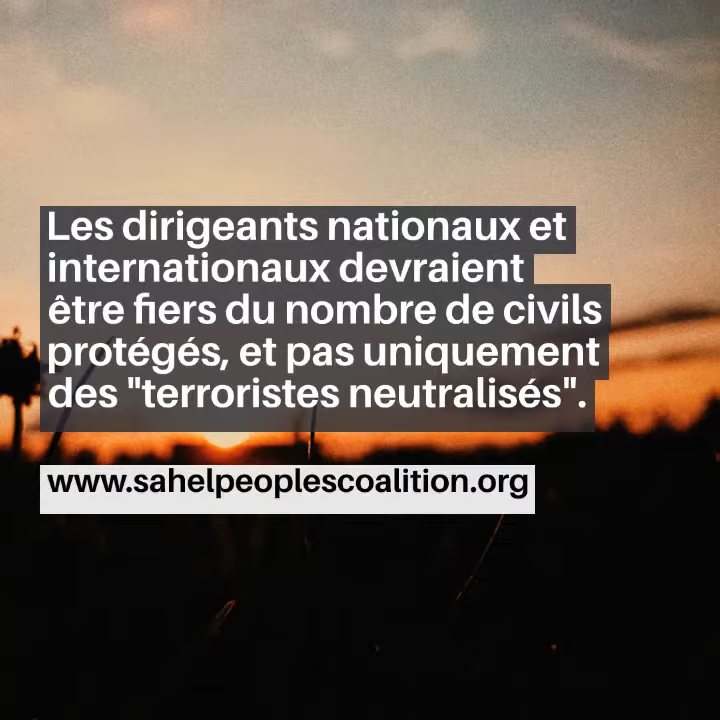 Les dirigeants nationaux et
internationaux devraient
être fiers du nombre de civils
protégés, et pas uniquement
des "terroristes neutralisés".
www.sahelpeoplescoalition.org